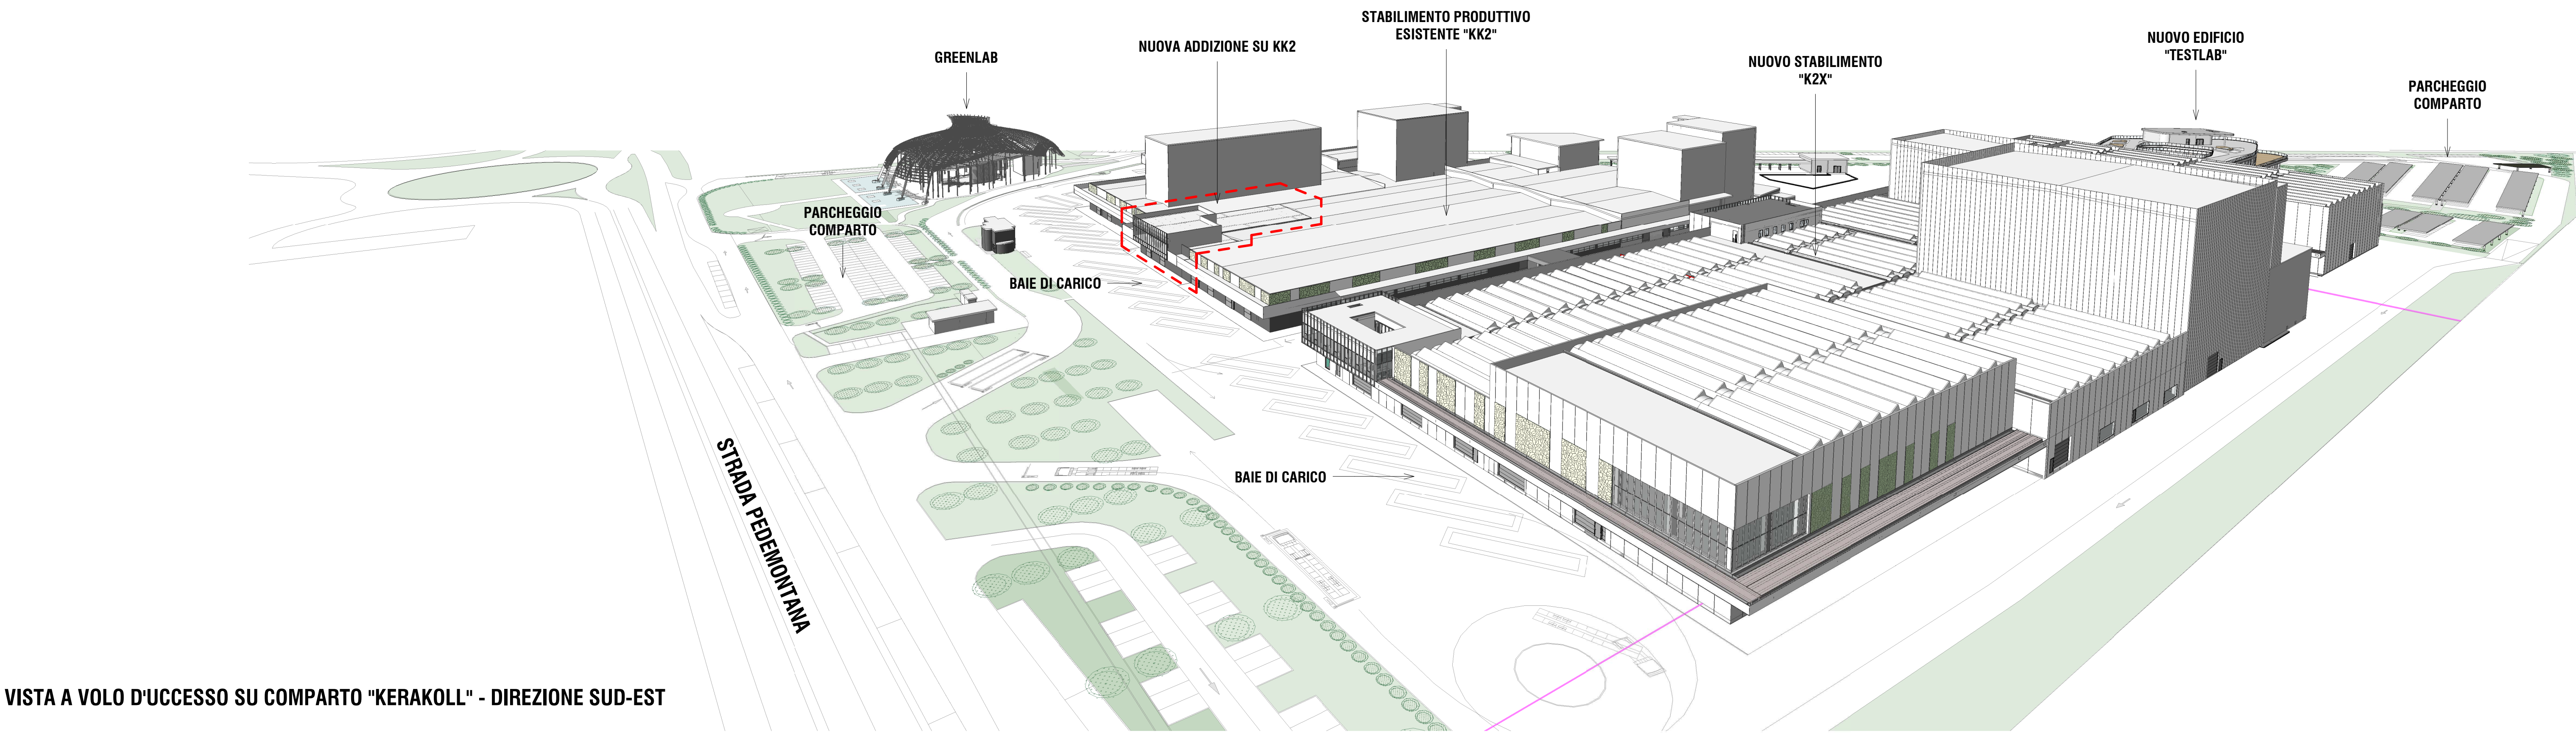 STABILIMENTO PRODUTTIVO
ESISTENTE "KK2"
NUOVA ADDIZIONE SU KK2
GREENLAB
NUOVO STABILIMENTO
"K2X"
NUOVO EDIFICIO
"TESTLAB"
PARCHEGGIO
COMPARTO
PARCHEGGIO
COMPARTO
BAIE DI CARICO
BAIE DI CARICO
STRADA PEDEMONTANA
VISTA A VOLO D'UCCESSO SU COMPARTO "KERAKOLL" - DIREZIONE SUD-EST